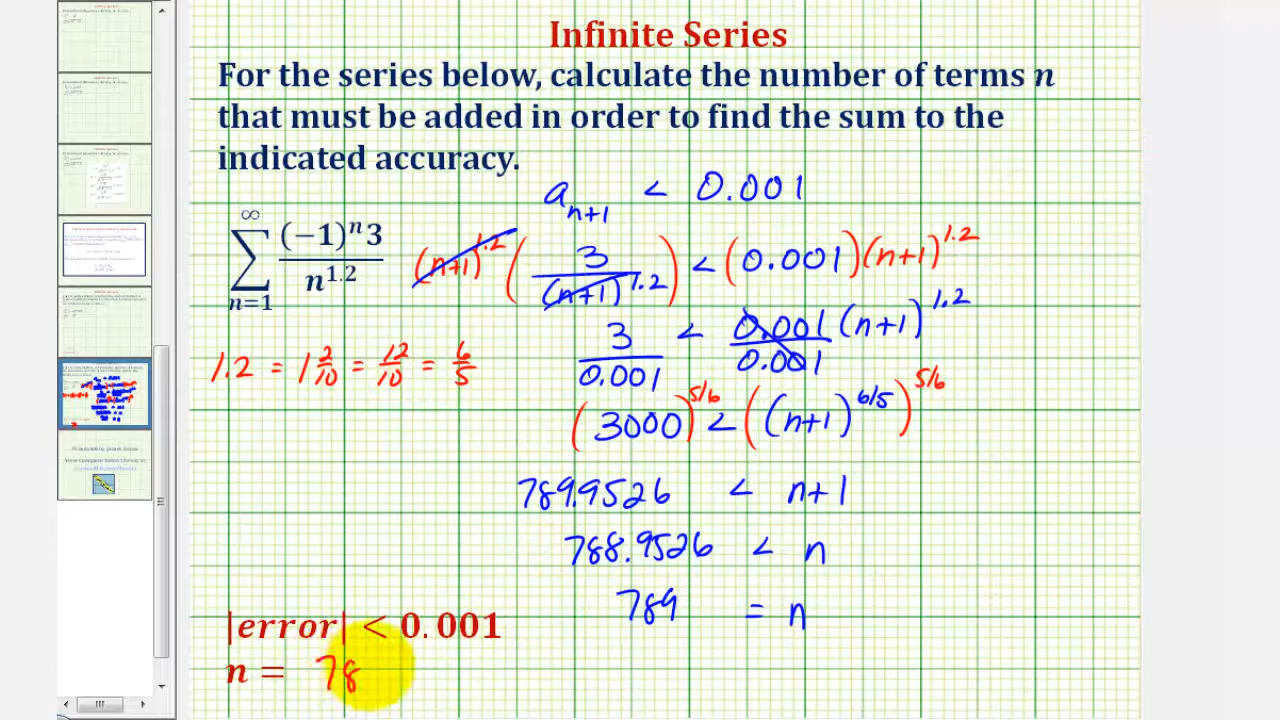 Infinite Series
For the series below, calculate the number of terms n
that must be added in order to find the sum to the
indicated accuracy.
a_{n+1} < 0.001
∑_{n=1}^{∞} (-1)^n 3 / n^{1.2}
(n+1)^{1.2} ( 3 / (n+1)^{1.2} ) < (0.001)(n+1)^{1.2}
3 / 0.001 < 0.001 (n+1)^{1.2} / 0.001
1.2 = 1 2/10 = 12/10 = 6/5
(3000)^{5/6} < ((n+1)^{6/5})^{5/6}
789.9526 < n+1
788.9526 < n
789 = n
|error| < 0.001
n = 78